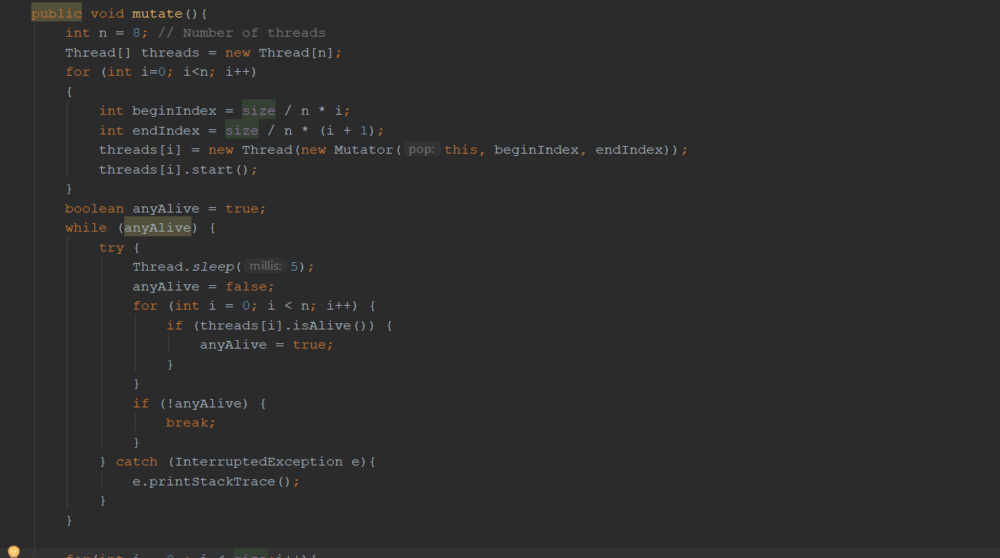 public void mutate(){
int n = 8; // Number of threads
Thread[] threads = new Thread[n];
for (int i=0; i<n; i++)
{
int beginIndex = size / n * i;
int endIndex = size / n * (i + 1);
threads[i] = new Thread(new Mutator( pop: this, beginIndex, endIndex));
threads[i].start();
}
boolean anyAlive = true;
while (anyAlive) {
try {
Thread.sleep( millis: 5);
anyAlive = false;
for (int i = 0; i < n; i++) {
if (threads[i].isAlive()) {
anyAlive = true;
}
}
if (!anyAlive) {
break;
}
} catch (InterruptedException e){
e.printStackTrace();
}
}